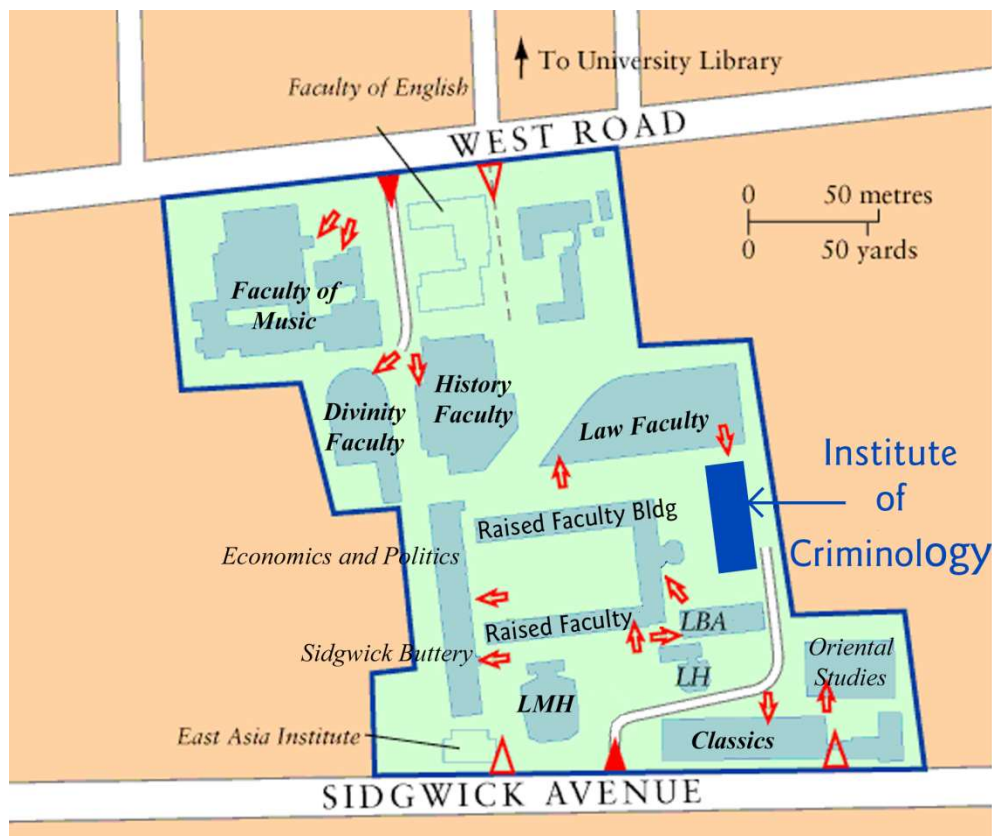 To University Library
Faculty of English
WEST ROAD
0 50 metres
0 50 yards
Faculty of
Music
History
Faculty
Divinity
Faculty
Law Faculty
Institute
of
Criminology
Raised Faculty Bldg
Economics and Politics
Raised Faculty
LBA
Sidgwick Buttery
Oriental
Studies
LH
LMH
East Asia Institute
Classics
SIDGWICK AVENUE